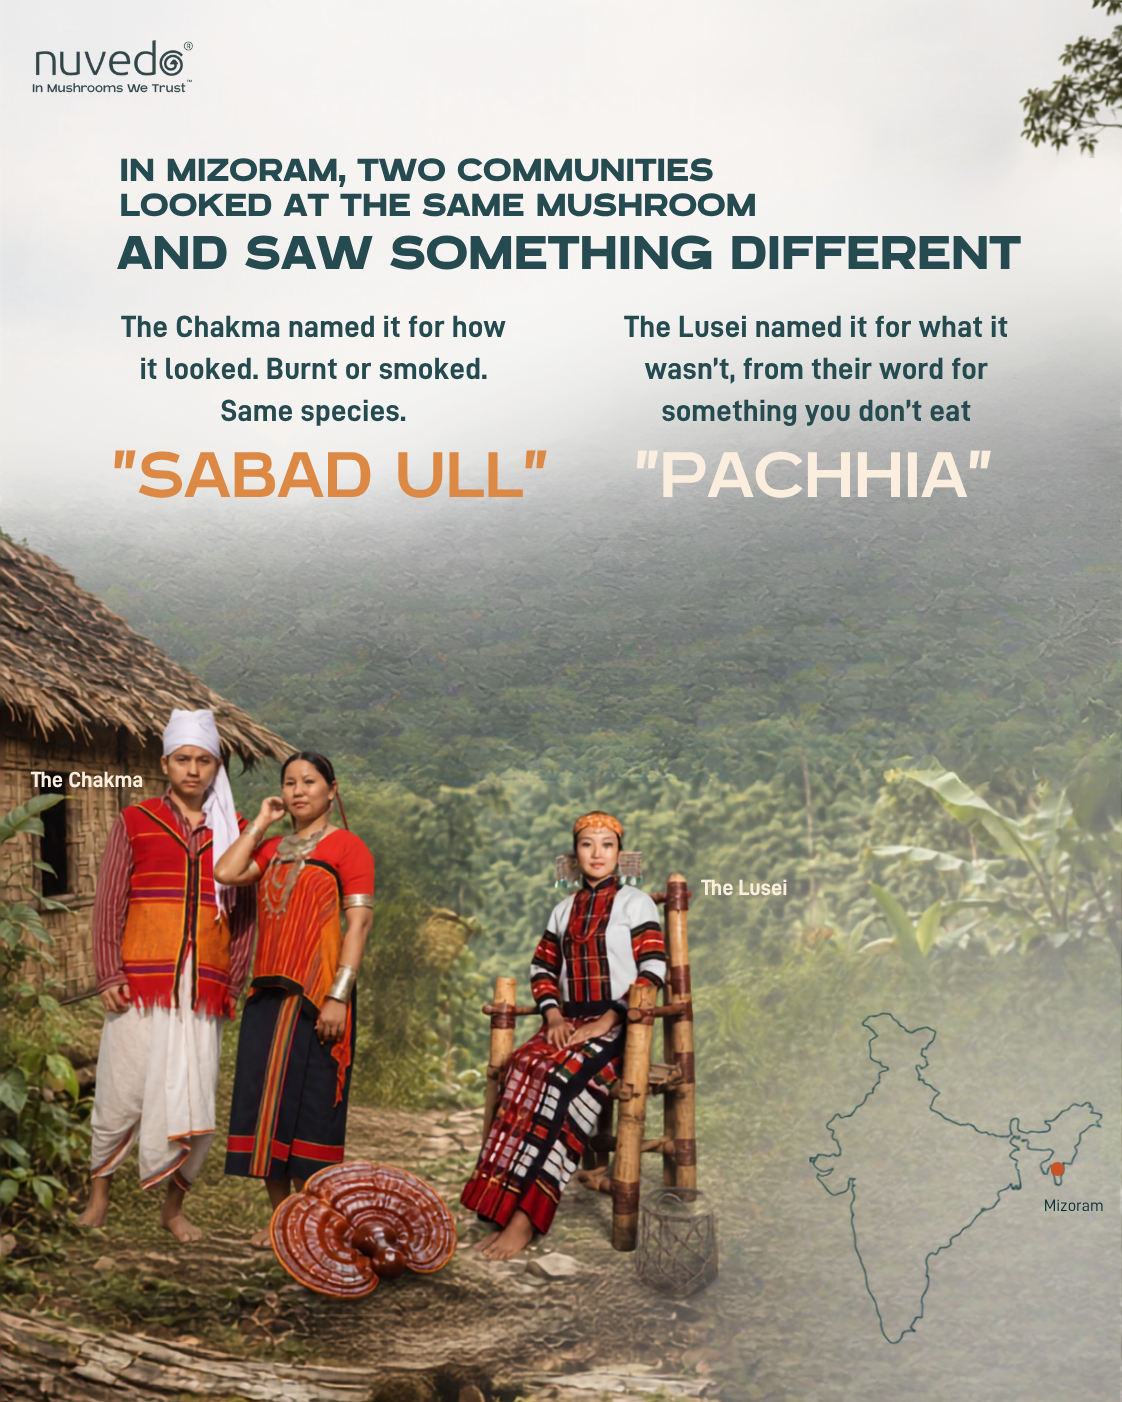 nuvedo®
In Mushrooms We Trust™
IN MIZORAM, TWO COMMUNITIES
LOOKED AT THE SAME MUSHROOM
AND SAW SOMETHING DIFFERENT
The Chakma named it for how
it looked. Burnt or smoked.
Same species.
"SABAD ULL"
The Lusei named it for what it
wasn't, from their word for
something you don't eat
"PACHHIA"
The Chakma
The Lusei
Mizoram